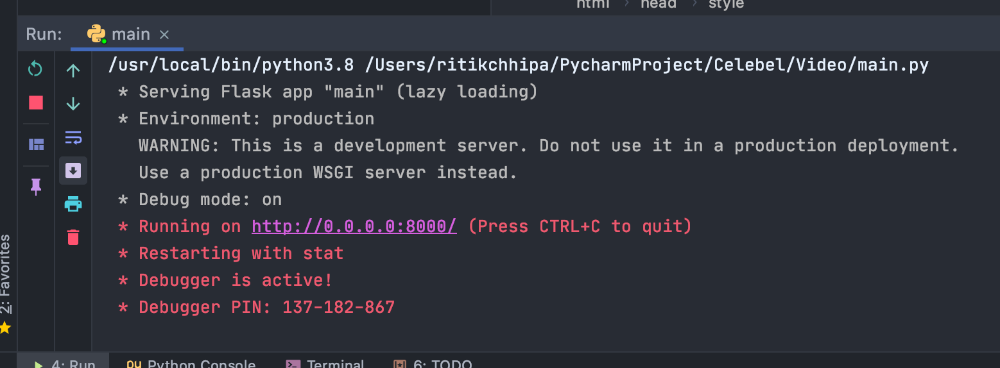 html > head > style
Run: main ×
/usr/local/bin/python3.8 /Users/ritikchhipa/PycharmProject/Celebel/Video/main.py
* Serving Flask app "main" (lazy loading)
* Environment: production
WARNING: This is a development server. Do not use it in a production deployment.
Use a production WSGI server instead.
* Debug mode: on
* Running on http://0.0.0.0:8000/ (Press CTRL+C to quit)
* Restarting with stat
* Debugger is active!
* Debugger PIN: 137-182-867
2: Favorites
4: Run Python Console Terminal 6: TODO